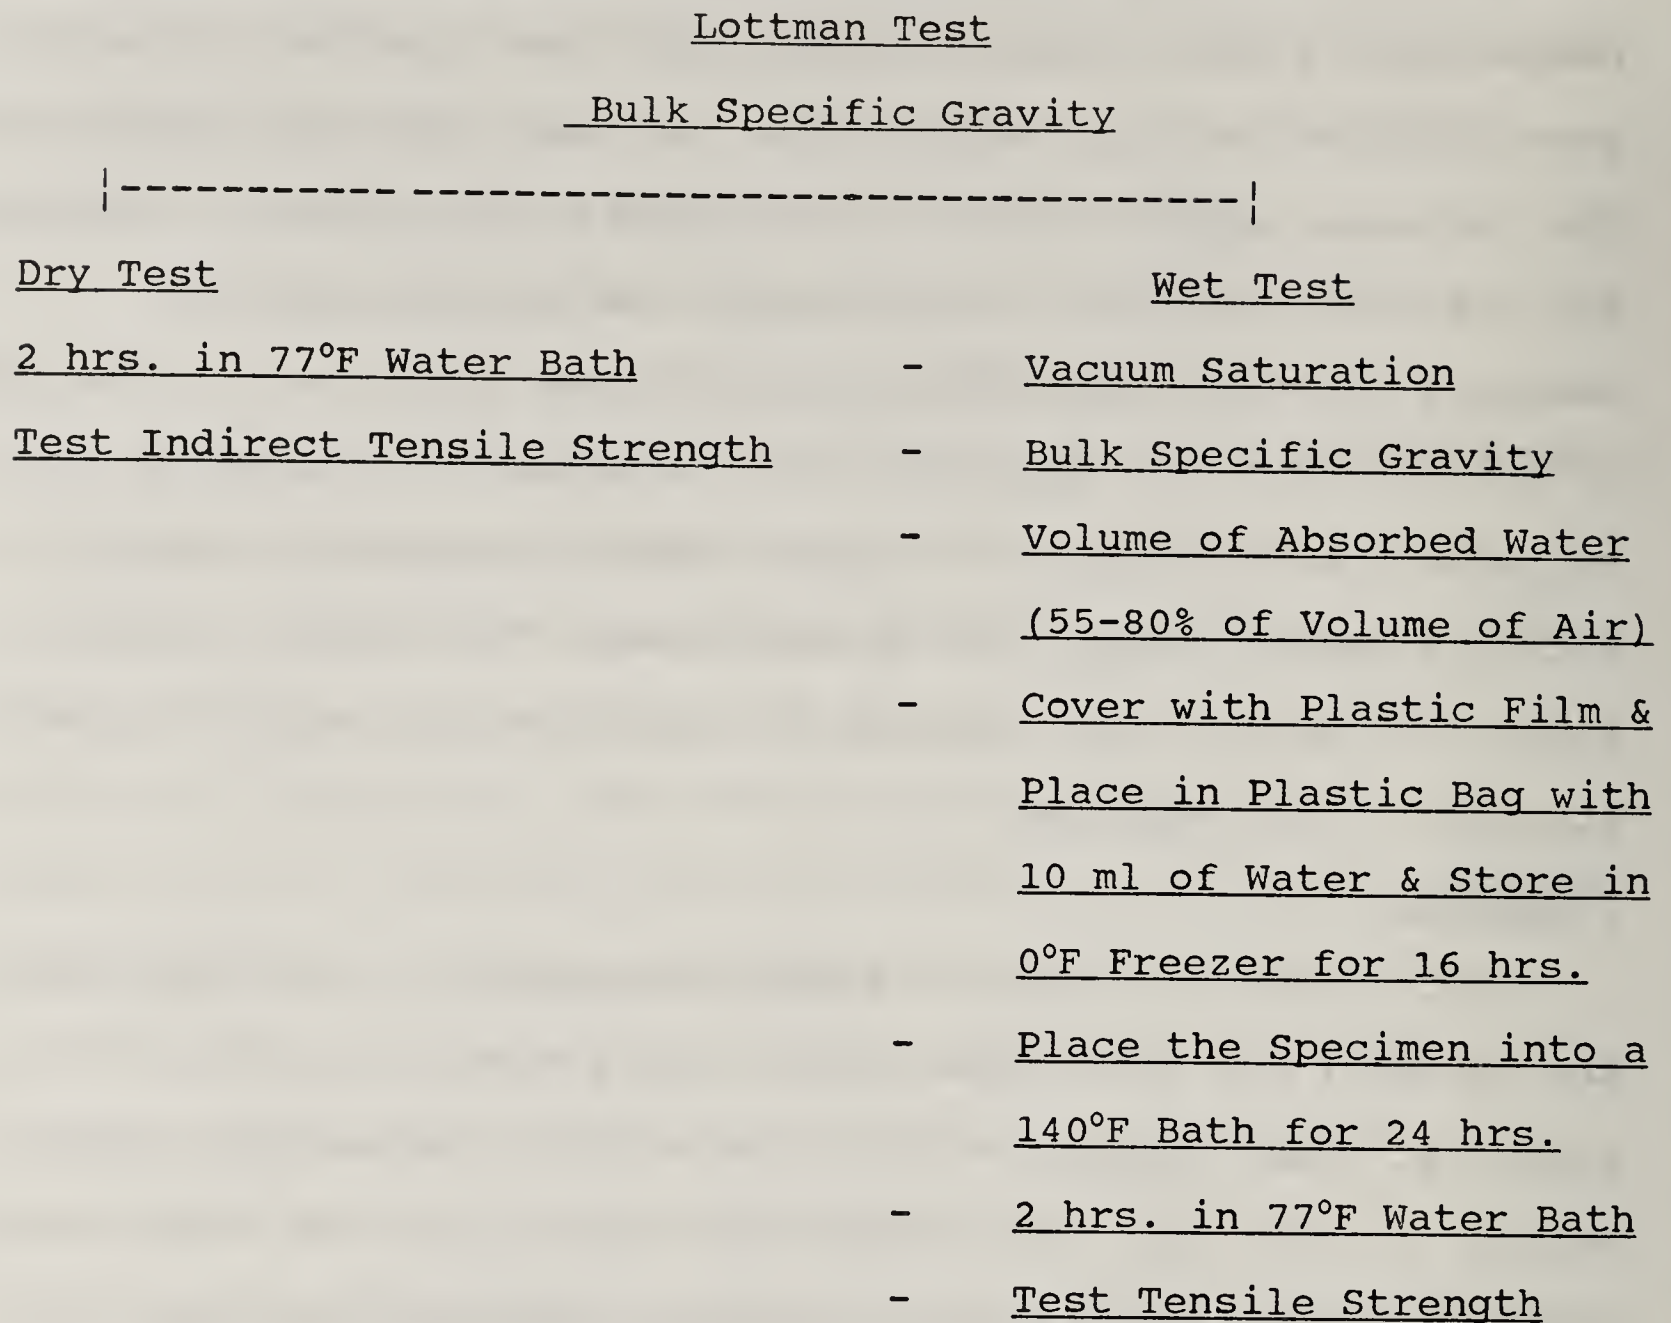 Lottman Test
Bulk Specific Gravity
Dry Test
Wet Test
2 hrs. in 77°F Water Bath - Vacuum Saturation
Test Indirect Tensile Strength - Bulk Specific Gravity
- Volume of Absorbed Water
(55-80% of Volume of Air)
- Cover with Plastic Film &
Place in Plastic Bag with
10 ml of Water & Store in
0°F Freezer for 16 hrs.
- Place the Specimen into a
140°F Bath for 24 hrs.
- 2 hrs. in 77°F Water Bath
- Test Tensile Strength